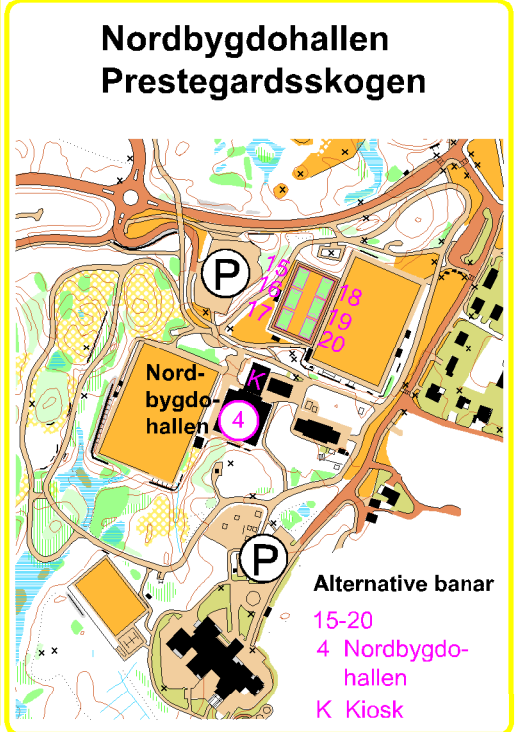 Nordbygdohallen
Prestegardsskogen
P
15
16
17
18
19
20
K
Nord-
bygdo-
hallen
4
P
Alternative banar
15-20
4 Nordbygdo-
hallen
K Kiosk